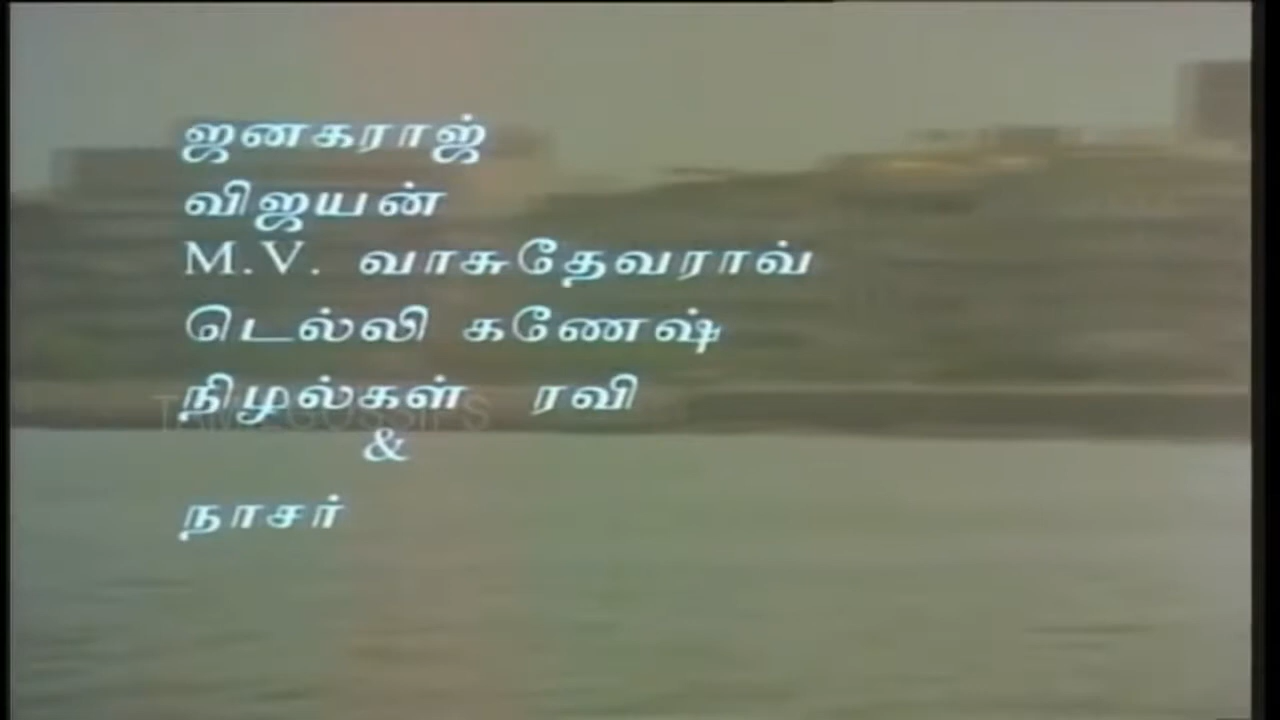 ஜனகராஜ்
விஜயன்
M.V. வாசுதேவராவ்
டெல்லி கணேஷ்
நிழல்கள் ரவி
&
நாசர்